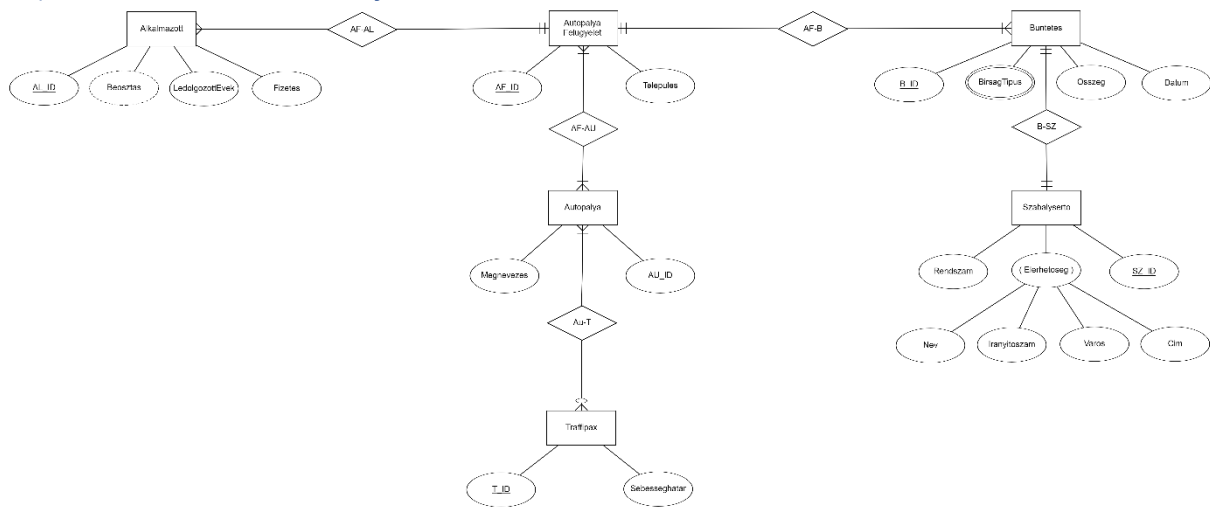 Alkalmazott
AF-AL
Autopalya
Felugyelet
AF-B
Buntetes
AL_ID
Beosztas
LedolgozottEvek
Fizetes
AF_ID
Telepules
B_ID
BirsagTipus
Osszeg
Datum
AF-AU
B-SZ
Autopalya
Szabalyserto
Megnevezes
AU_ID
Rendszam
( Elerhetoseg )
SZ_ID
Au-T
Nev
Iranyitoszam
Varos
Cim
Traffipax
T_ID
Sebesseghatar